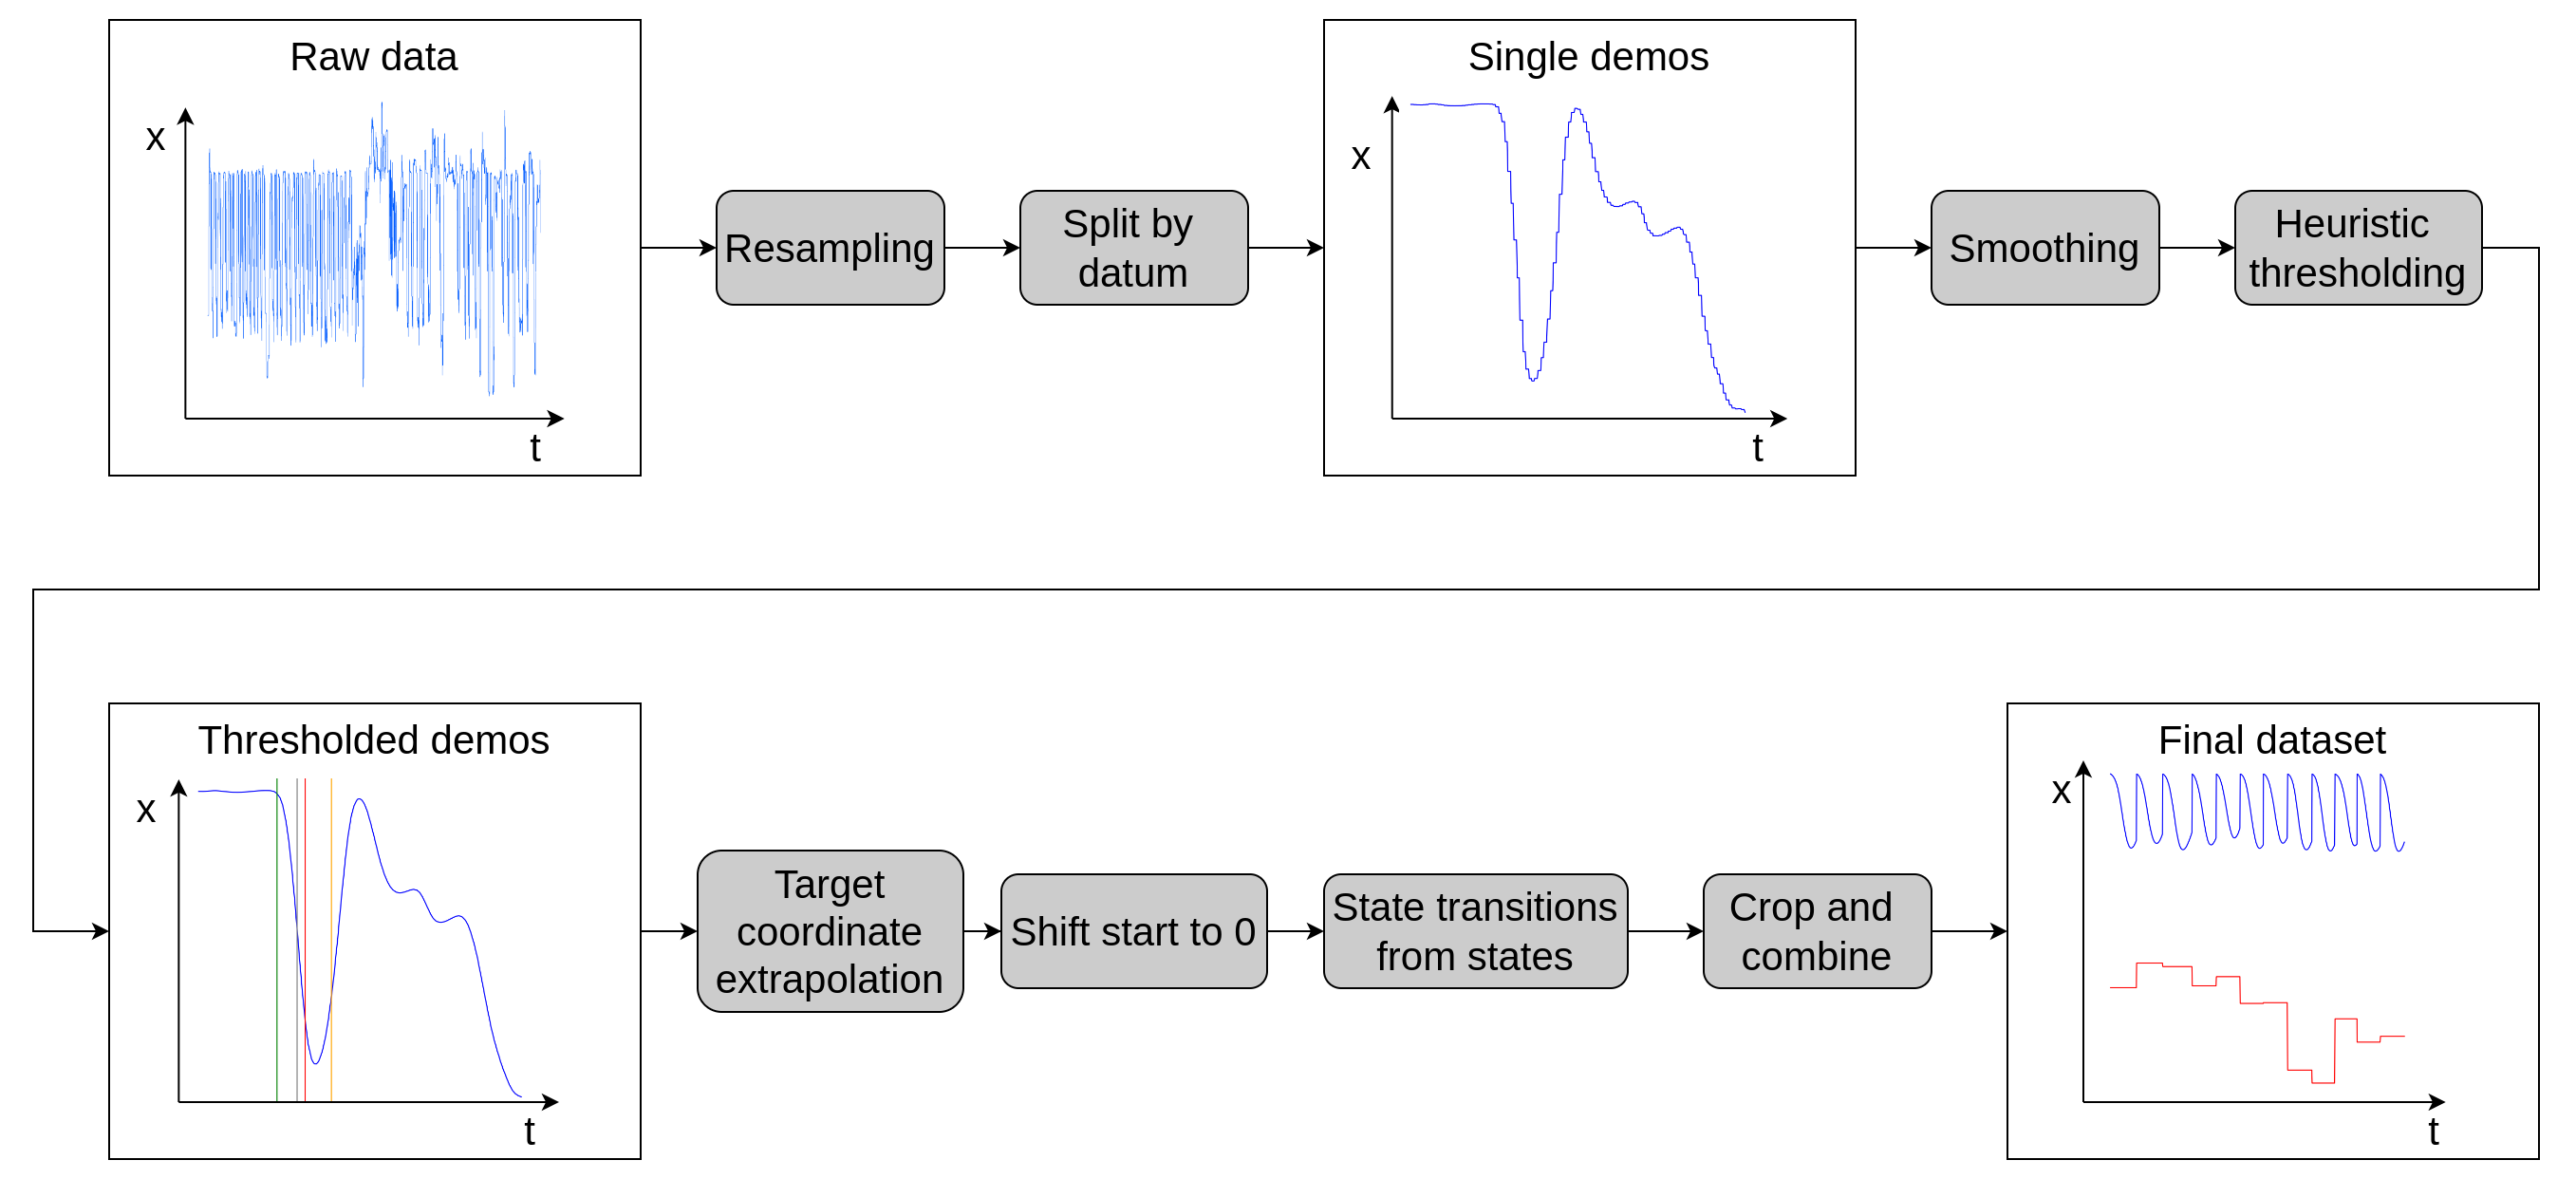 Raw data
x
t
Resampling
Split by
datum
Single demos
x
t
Smoothing
Heuristic
thresholding
Thresholded demos
x
t
Target
coordinate
extrapolation
Shift start to 0
State transitions
from states
Crop and
combine
Final dataset
x
t